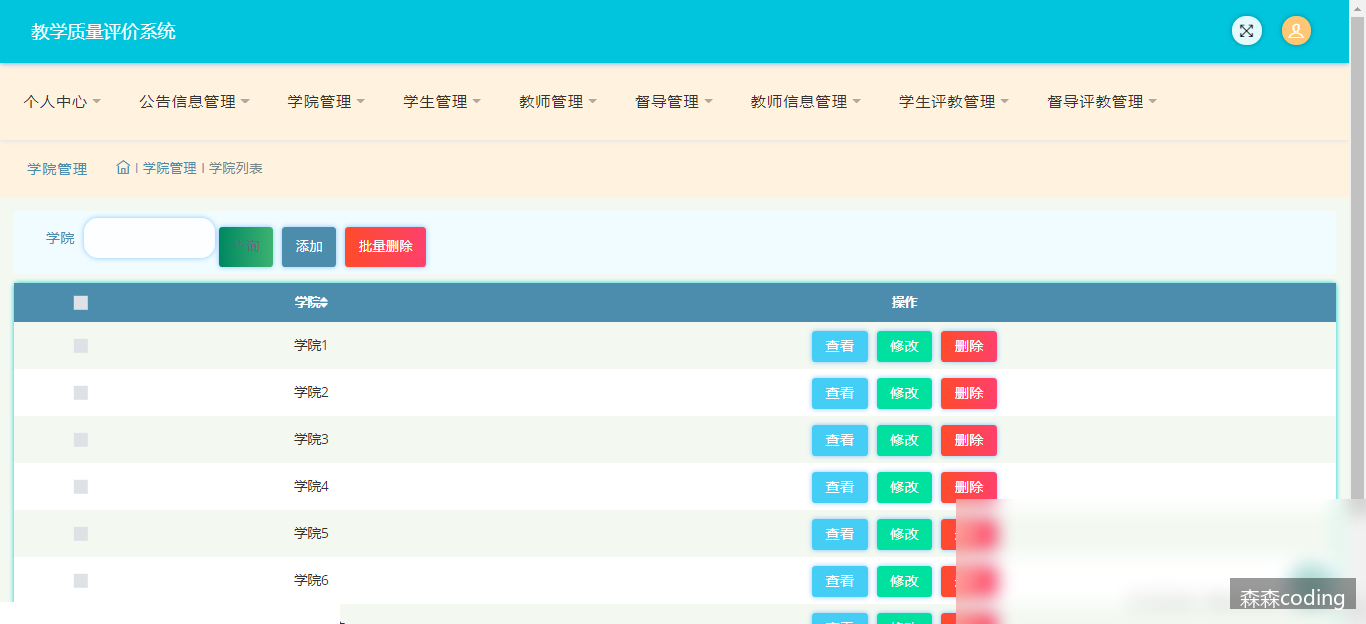 教学质量评价系统
个人中心 公告信息管理 学院管理 学生管理 教师管理 督导管理 教师信息管理 学生评教管理 督导评教管理
学院管理 学院管理 学院列表
学院 添加 批量删除
学院 操作
学院1 查看 修改 删除
学院2 查看 修改 删除
学院3 查看 修改 删除
学院4 查看 修改 删除
学院5 查看 修改
学院6 查看 修改
森森coding